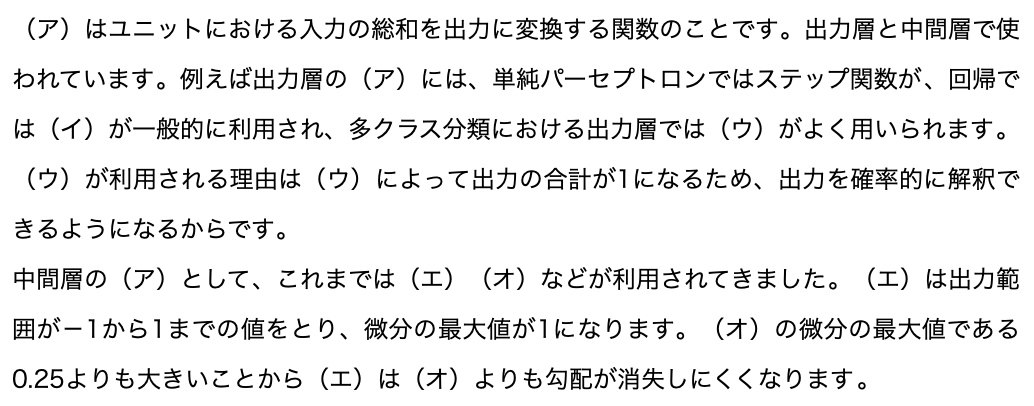 （ア）はユニットにおける入力の総和を出力に変換する関数のことです。出力層と中間層で使
われています。例えば出力層の（ア）には、単純パーセプトロンではステップ関数が、回帰で
は（イ）が一般的に利用され、多クラス分類における出力層では（ウ）がよく用いられます。
（ウ）が利用される理由は（ウ）によって出力の合計が1になるため、出力を確率的に解釈で
きるようになるからです。
中間層の（ア）として、これまでは（エ）（オ）などが利用されてきました。（エ）は出力範
囲が－1から1までの値をとり、微分の最大値が1になります。（オ）の微分の最大値である
0.25よりも大きいことから（エ）は（オ）よりも勾配が消失しにくくなります。